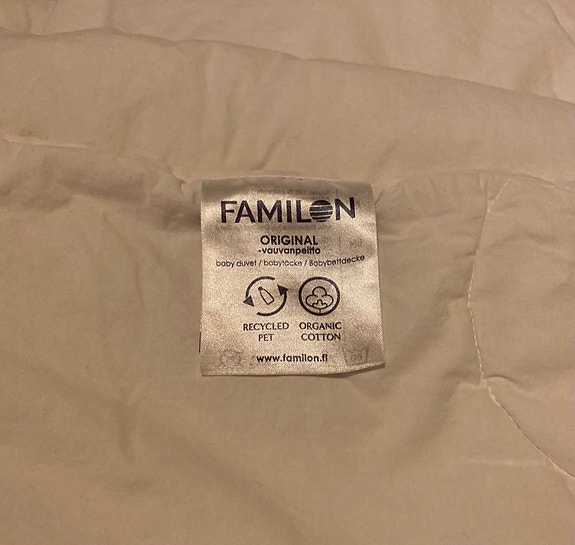 FAMILON
ORIGINAL
-vauvanpeitto
baby duvet / babytäcke / Babybettdecke
RECYCLED PET
ORGANIC COTTON
www.familon.fi